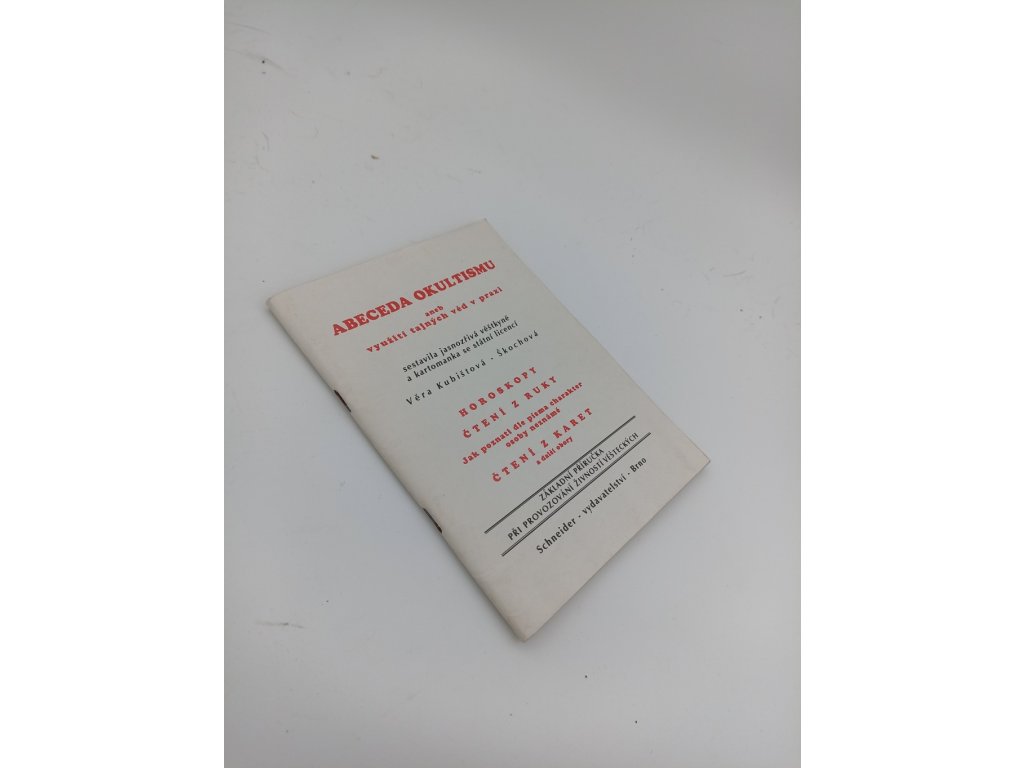 ABECEDA OKULTISMU
aneb
využití tajných věd v praxi
sestavila jasnozřivá věštkyně
a kartomanka se státní licencí
Věra Kubištová - Škochová
HOROSKOPY
ČTENÍ Z RUKY
Jak poznati dle písma charakter
osoby neznámé
ČTENÍ Z KARET
a další obory
ZÁKLADNÍ PŘÍRUČKA
PŘI PROVOZOVÁNÍ ŽIVNOSTÍ VĚŠTECKÝCH
Schneider - vydavatelství - Brno